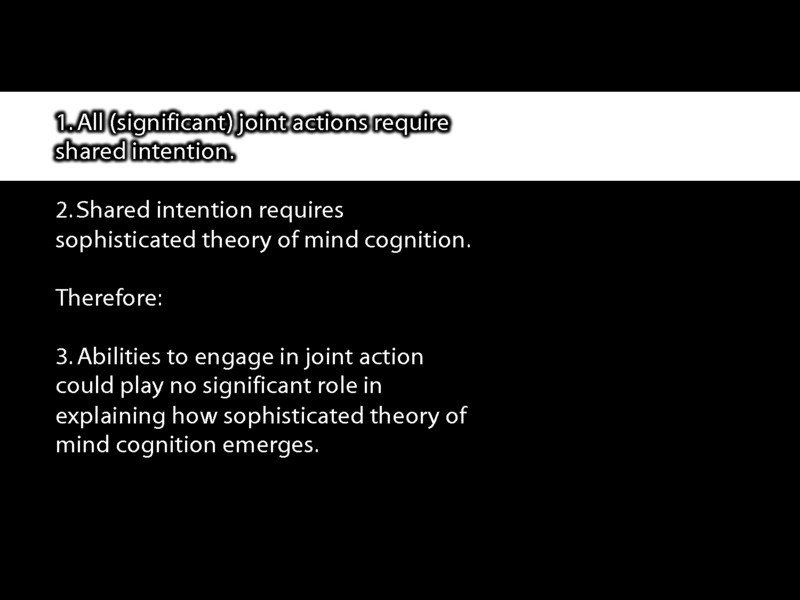 1. All (significant) joint actions require
shared intention.
2. Shared intention requires
sophisticated theory of mind cognition.
Therefore:
3. Abilities to engage in joint action
could play no significant role in
explaining how sophisticated theory of
mind cognition emerges.